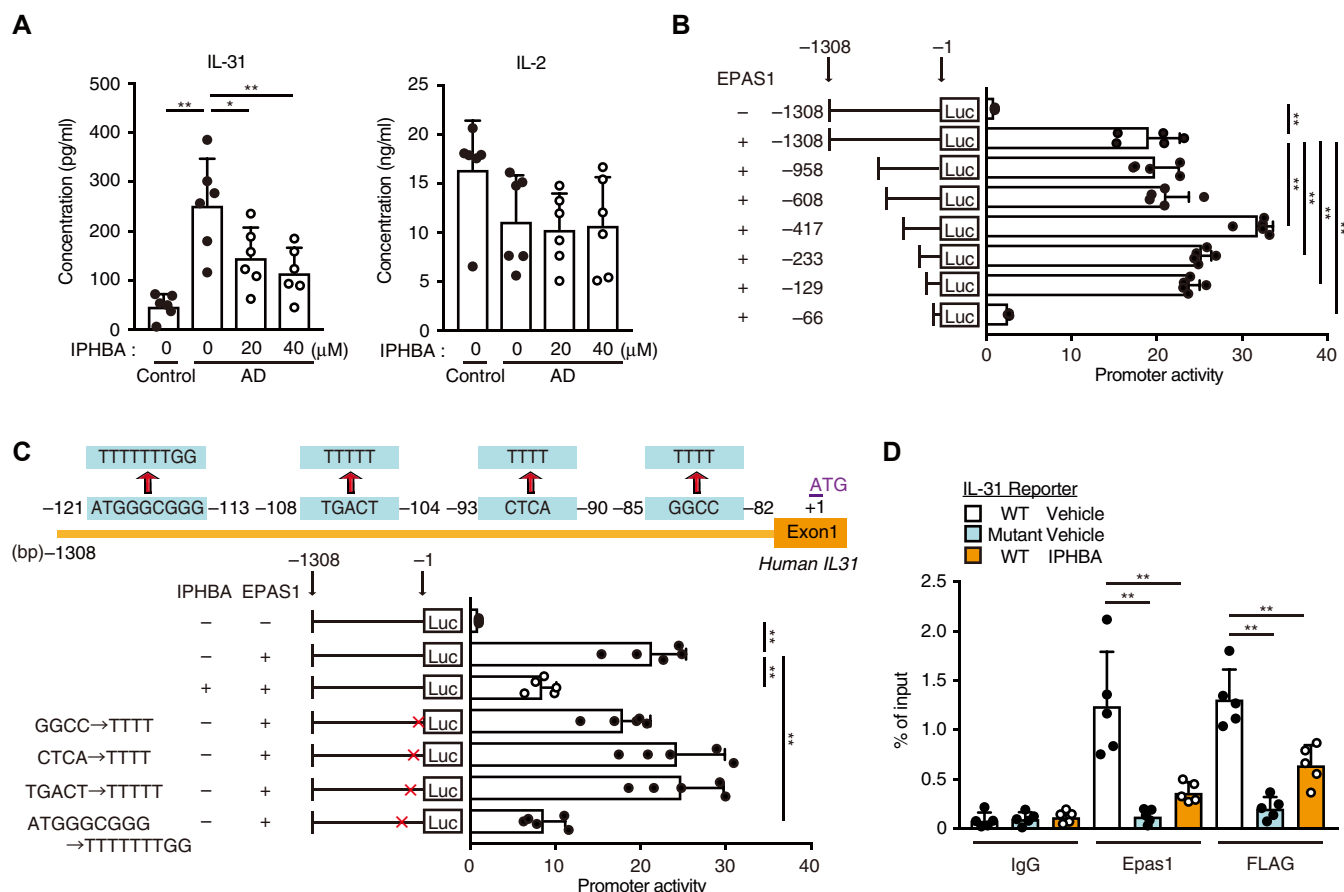 A
IL-31
Concentration (pg/ml)
500
400
300
200
100
0
**
*
**
IPHBA : 0 0 20 40 (μM)
Control AD
IL-2
Concentration (ng/ml)
25
20
15
10
5
0
0 0 20 40 (μM)
Control AD
B
−1308 −1
EPAS1
− −1308 Luc
+ −1308 Luc
+ −958 Luc
+ −608 Luc
+ −417 Luc
+ −233 Luc
+ −129 Luc
+ −66 Luc
**
**
**
**
**
0 10 20 30 40
Promoter activity
C
TTTTTTTGG TTTTT TTTT TTTT
−121 ATGGGCGGG −113 −108 TGACT −104 −93 CTCA −90 −85 GGCC −82
ATG
+1
Exon1
(bp)−1308
Human IL31
−1308 −1
IPHBA EPAS1
− − Luc
− + Luc
+ + Luc
GGCC→TTTT − + Luc
CTCA→TTTT − + Luc
TGACT→TTTTT − + Luc
ATGGGCGGG − + Luc
→TTTTTTTGG
**
**
**
0 10 20 30 40
Promoter activity
D
IL-31 Reporter
WT Vehicle
Mutant Vehicle
WT IPHBA
% of input
2.5
2.0
1.5
1.0
0.5
0
**
**
**
**
IgG Epas1 FLAG